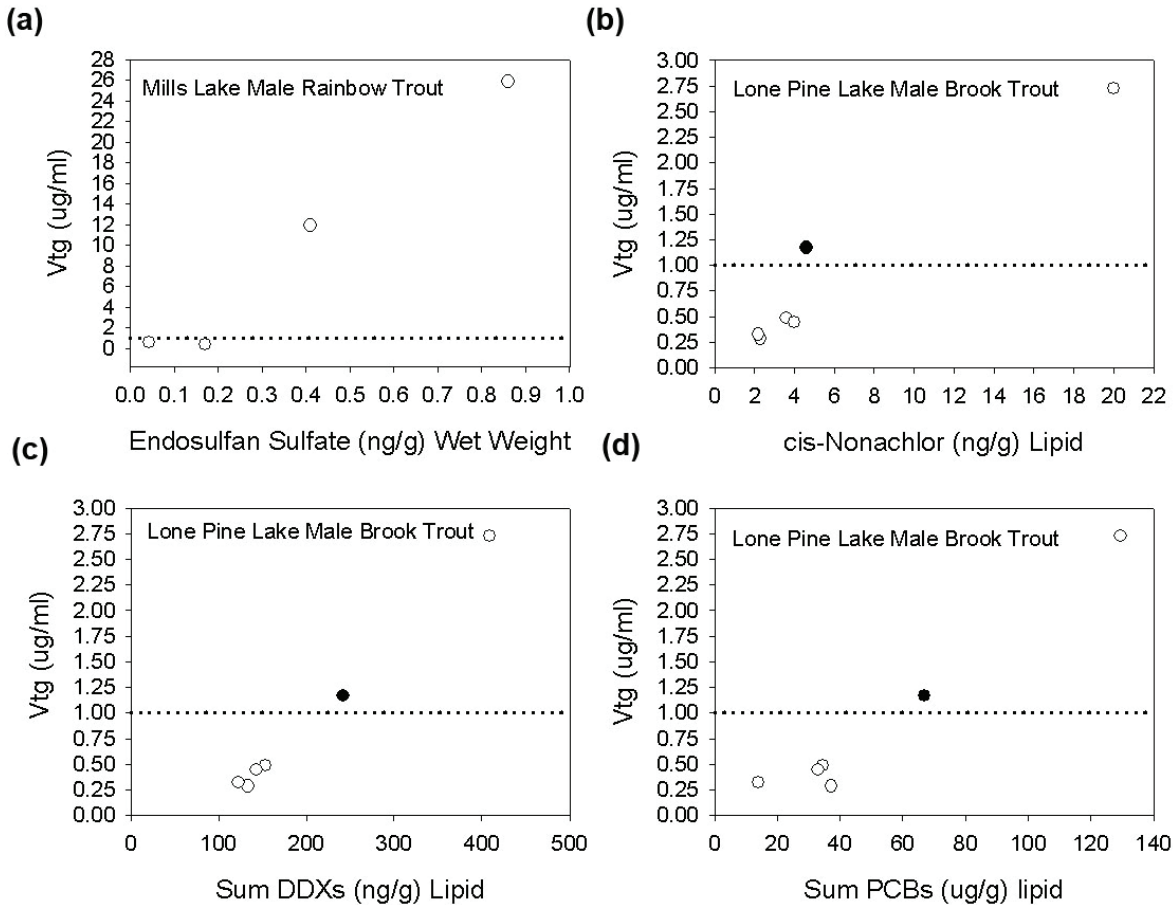 (a)
28
26
24
22
20
18
16
14
12
10
8
6
4
2
0
Vtg (ug/ml)
Mills Lake Male Rainbow Trout
0.0 0.1 0.2 0.3 0.4 0.5 0.6 0.7 0.8 0.9 1.0
Endosulfan Sulfate (ng/g) Wet Weight
(b)
3.00
2.75
2.50
2.25
2.00
1.75
1.50
1.25
1.00
0.75
0.50
0.25
0.00
Vtg (ug/ml)
Lone Pine Lake Male Brook Trout
0 2 4 6 8 10 12 14 16 18 20 22
cis-Nonachlor (ng/g) Lipid
(c)
3.00
2.75
2.50
2.25
2.00
1.75
1.50
1.25
1.00
0.75
0.50
0.25
0.00
Vtg (ug/ml)
Lone Pine Lake Male Brook Trout
0 100 200 300 400 500
Sum DDXs (ng/g) Lipid
(d)
3.00
2.75
2.50
2.25
2.00
1.75
1.50
1.25
1.00
0.75
0.50
0.25
0.00
Vtg (ug/ml)
Lone Pine Lake Male Brook Trout
0 20 40 60 80 100 120 140
Sum PCBs (ug/g) lipid